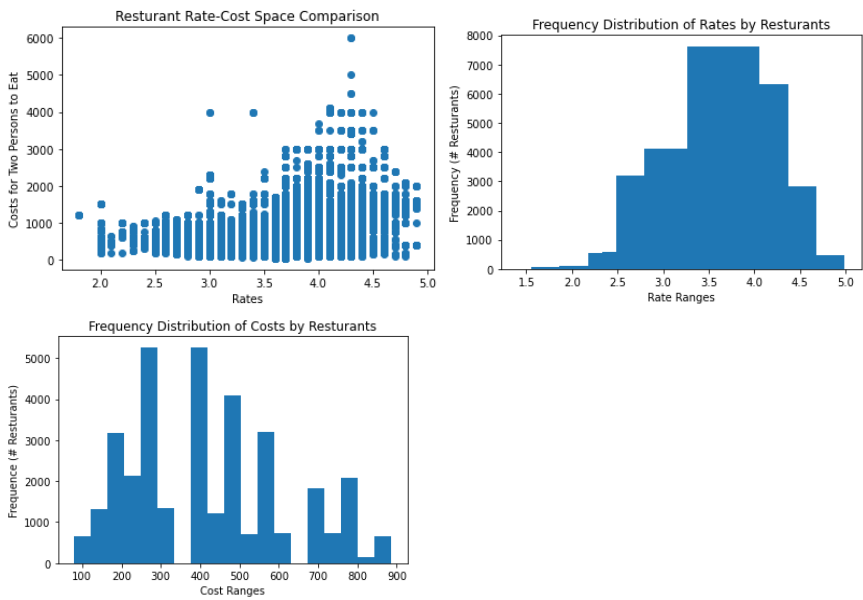 Resturant Rate-Cost Space Comparison
Costs for Two Persons to Eat
6000
5000
4000
3000
2000
1000
0
2.0 2.5 3.0 3.5 4.0 4.5 5.0
Rates
Frequency Distribution of Rates by Resturants
Frequency (# Resturants)
8000
7000
6000
5000
4000
3000
2000
1000
0
1.5 2.0 2.5 3.0 3.5 4.0 4.5 5.0
Rate Ranges
Frequency Distribution of Costs by Resturants
Frequence (# Resturants)
5000
4000
3000
2000
1000
0
100 200 300 400 500 600 700 800 900
Cost Ranges